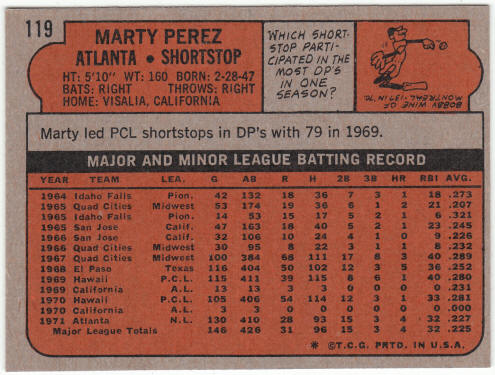 119
MARTY PEREZ
ATLANTA • SHORTSTOP
HT: 5'10" WT: 160 BORN: 2-28-47
BATS: RIGHT THROWS: RIGHT
HOME: VISALIA, CALIFORNIA
WHICH SHORT-
STOP PARTI-
CIPATED IN THE
MOST DP'S
IN ONE
SEASON?
BOBBY WINE OF
MONTREAL-137 IN '70.
Marty led PCL shortstops in DP's with 79 in 1969.
MAJOR AND MINOR LEAGUE BATTING RECORD
YEAR TEAM LEA. G AB R H 2B 3B HR RBI AVG.
1964 Idaho Falls Pion. 42 132 18 36 7 3 1 18 .273
1965 Quad Cities Midwest 53 174 19 36 6 1 2 21 .207
1965 Idaho Falls Pion. 14 53 15 17 5 2 1 6 .321
1965 San Jose Calif. 47 163 18 40 5 2 1 23 .245
1966 San Jose Calif. 32 106 10 24 4 1 0 9 .226
1966 Quad Cities Midwest 30 95 8 22 3 1 1 8 .232
1967 Quad Cities Midwest 100 384 68 111 17 8 3 40 .289
1968 El Paso Texas 116 404 50 102 12 3 5 36 .252
1969 Hawaii P.C.L. 115 411 39 115 8 6 1 40 .280
1969 California A.L. 13 13 3 3 0 0 0 0 .231
1970 Hawaii P.C.L. 105 406 54 114 12 3 1 33 .281
1970 California A.L. 3 3 0 0 0 0 0 0 .000
1971 Atlanta N.L. 130 410 28 93 15 3 4 32 .227
Major League Totals 146 426 31 96 15 3 4 32 .225
* © T.C.G. PRTD. IN U.S.A.